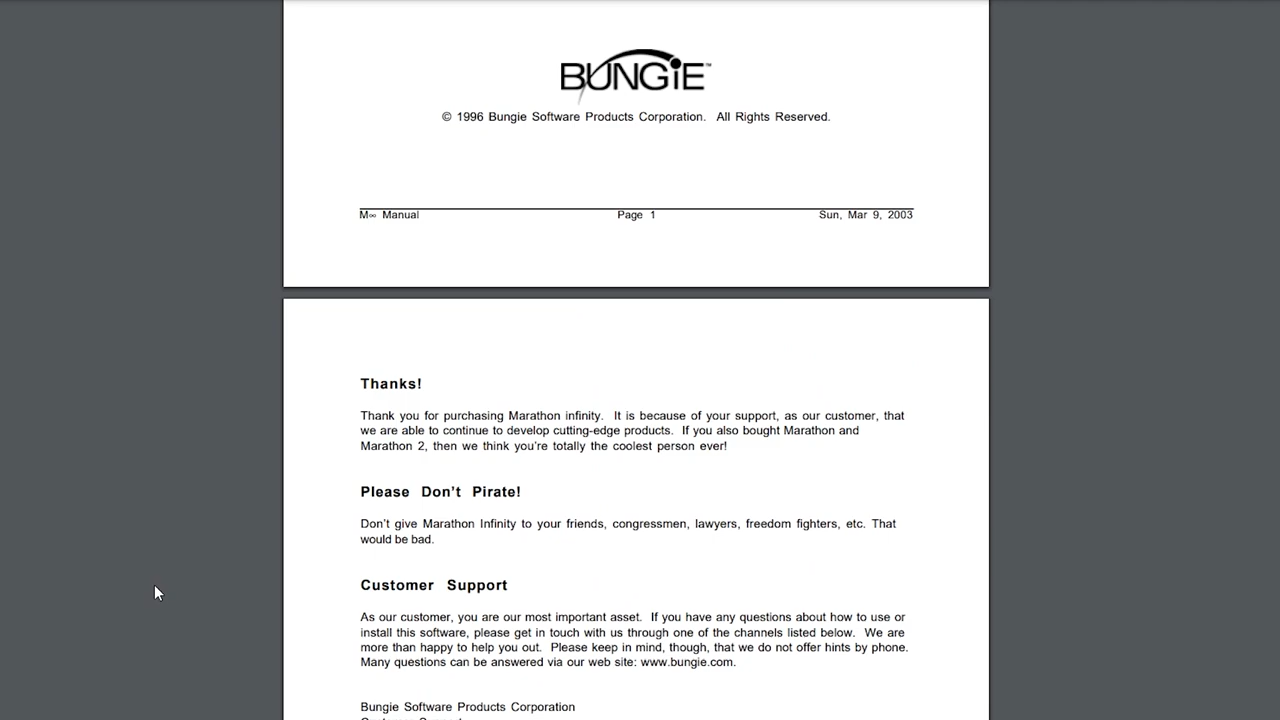 BUNGiE™
© 1996 Bungie Software Products Corporation. All Rights Reserved.
M∞ Manual Page 1 Sun, Mar 9, 2003
Thanks!
Thank you for purchasing Marathon infinity. It is because of your support, as our customer, that
we are able to continue to develop cutting-edge products. If you also bought Marathon and
Marathon 2, then we think you're totally the coolest person ever!
Please Don't Pirate!
Don't give Marathon Infinity to your friends, congressmen, lawyers, freedom fighters, etc. That
would be bad.
Customer Support
As our customer, you are our most important asset. If you have any questions about how to use or
install this software, please get in touch with us through one of the channels listed below. We are
more than happy to help you out. Please keep in mind, though, that we do not offer hints by phone.
Many questions can be answered via our web site: www.bungie.com.
Bungie Software Products Corporation